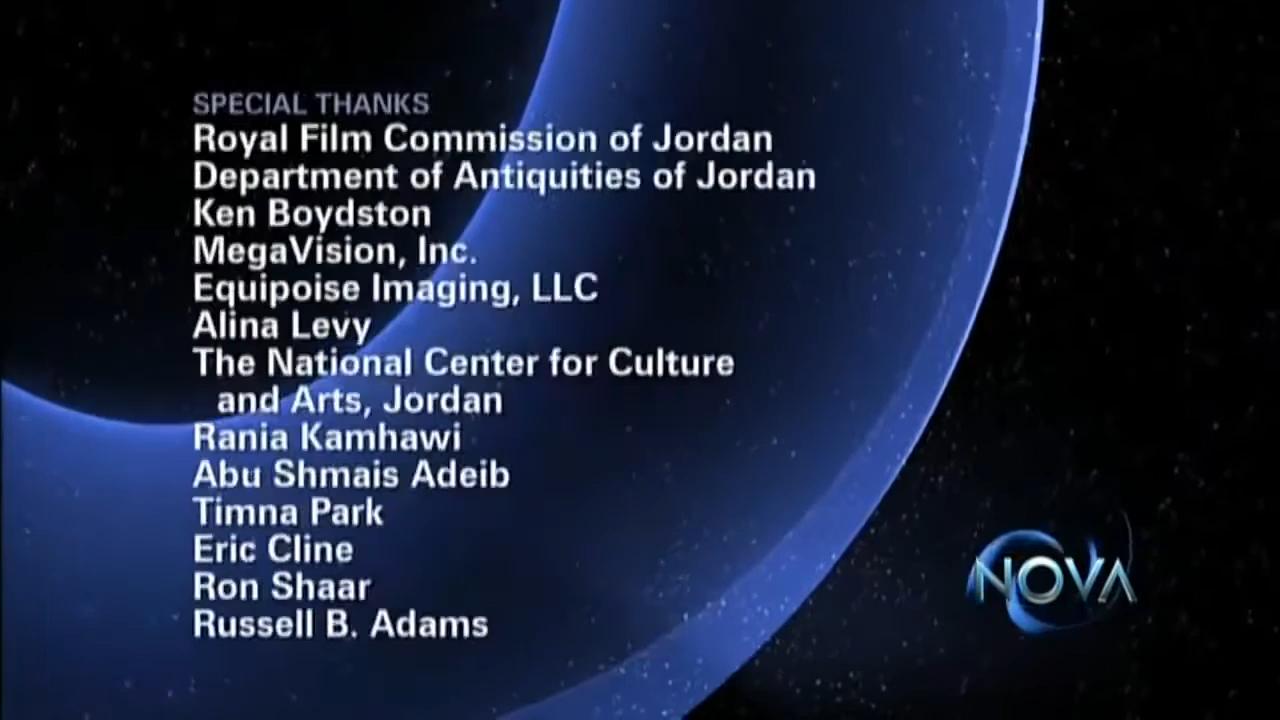 SPECIAL THANKS
Royal Film Commission of Jordan
Department of Antiquities of Jordan
Ken Boydston
MegaVision, Inc.
Equipoise Imaging, LLC
Alina Levy
The National Center for Culture
and Arts, Jordan
Rania Kamhawi
Abu Shmais Adeib
Timna Park
Eric Cline
Ron Shaar
Russell B. Adams
NOVA